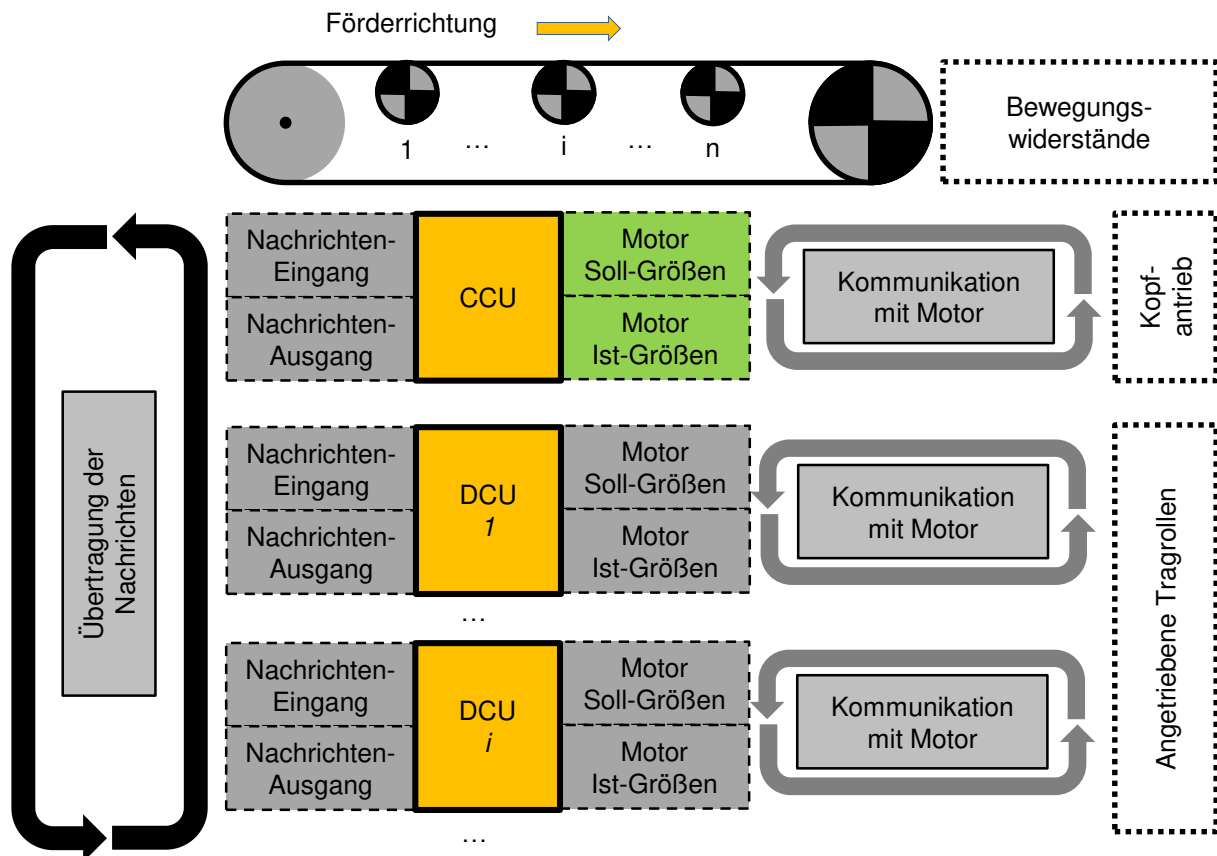 Förderrichtung
1 ... i ... n
Bewegungs-
widerstände
Nachrichten-
Eingang
Nachrichten-
Ausgang
CCU
Motor
Soll-Größen
Motor
Ist-Größen
Kommunikation
mit Motor
Kopf-
antrieb
Übertragung der
Nachrichten
Nachrichten-
Eingang
Nachrichten-
Ausgang
DCU
1
Motor
Soll-Größen
Motor
Ist-Größen
Kommunikation
mit Motor
Angetriebene Tragrollen
...
Nachrichten-
Eingang
Nachrichten-
Ausgang
DCU
i
Motor
Soll-Größen
Motor
Ist-Größen
Kommunikation
mit Motor
...